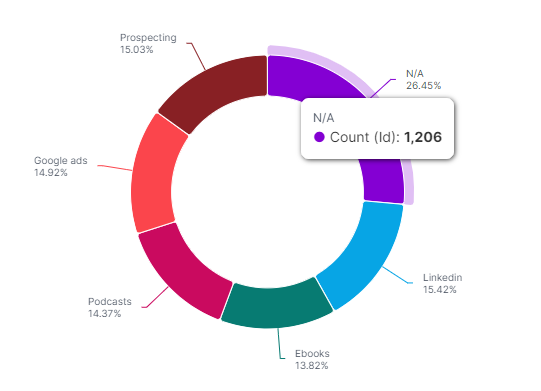 Prospecting
15.03%
N/A
26.45%
N/A
Count (Id): 1,206
Google ads
14.92%
Linkedin
15.42%
Podcasts
14.37%
Ebooks
13.82%